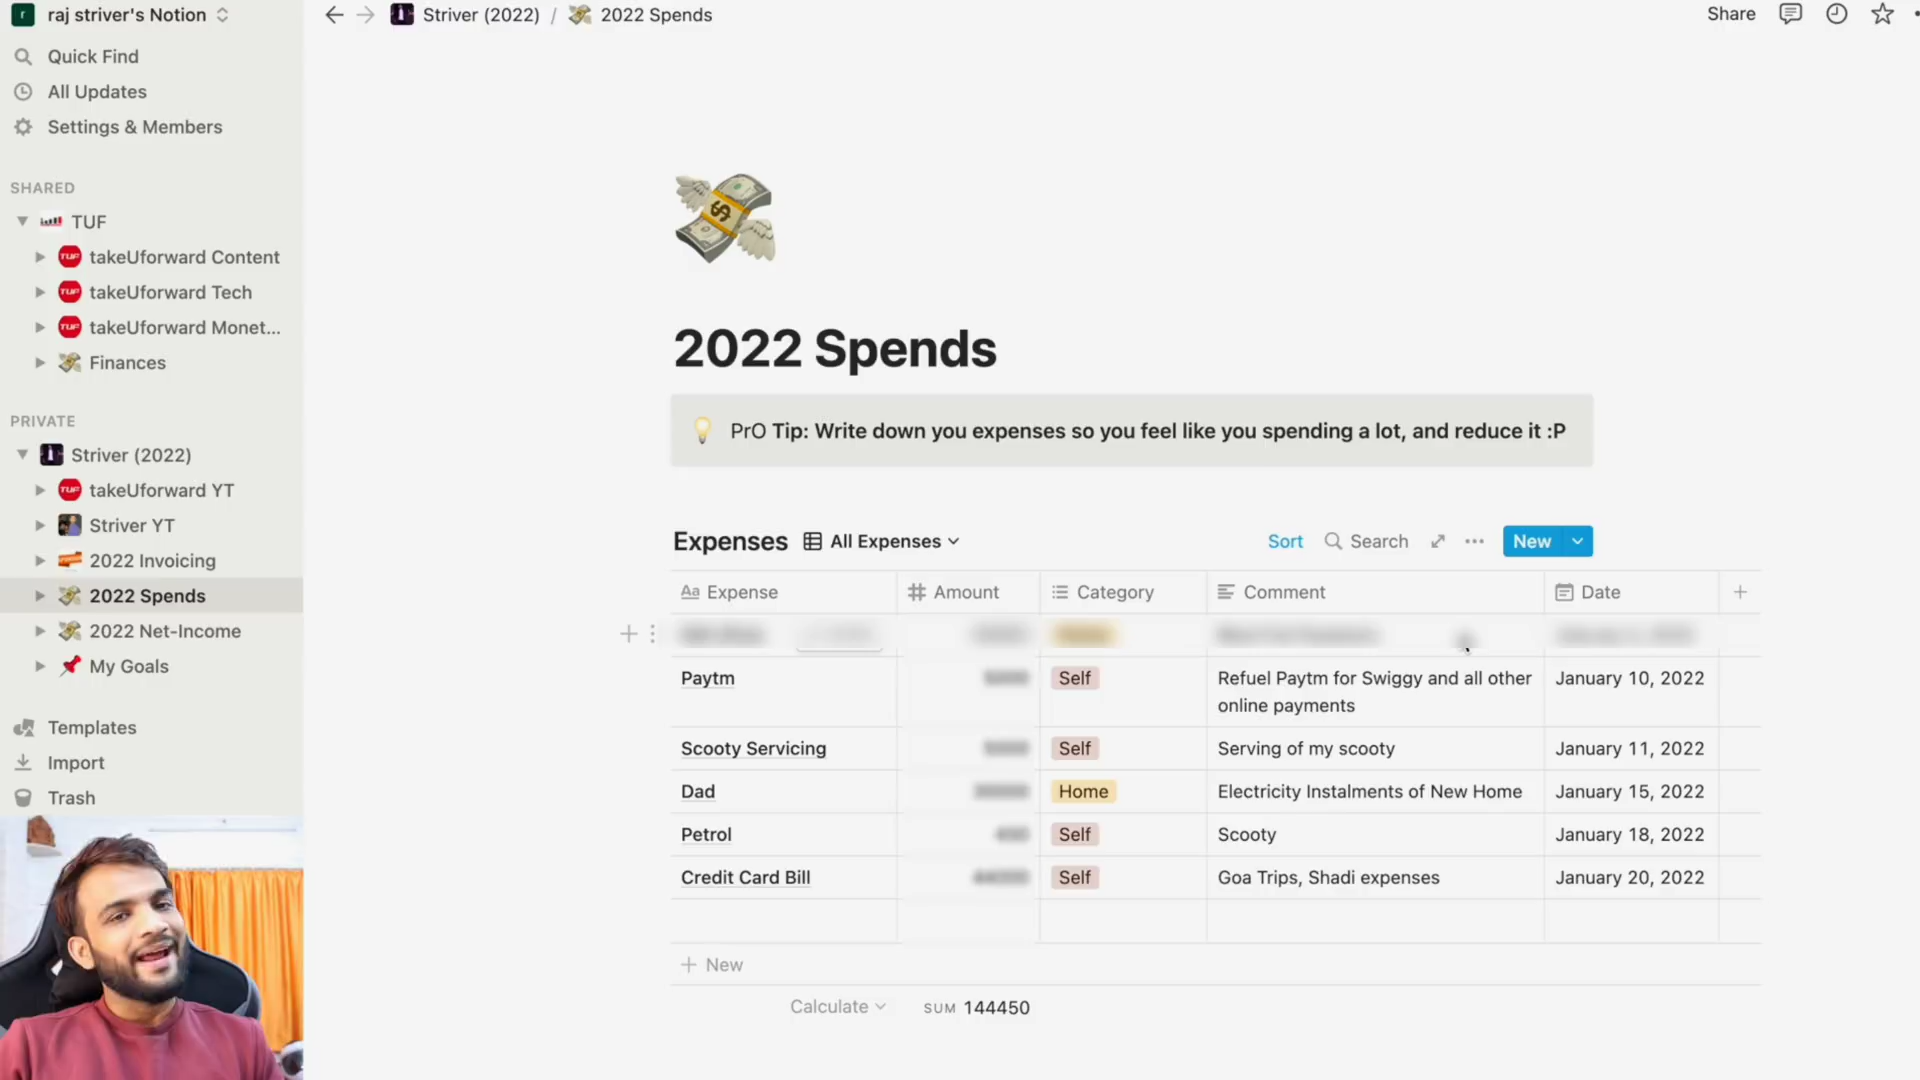 raj striver's Notion
Striver (2022) / 2022 Spends
Share
Quick Find
All Updates
Settings & Members
SHARED
TUF
takeUforward Content
takeUforward Tech
takeUforward Monet...
Finances
PRIVATE
Striver (2022)
takeUforward YT
Striver YT
2022 Invoicing
2022 Spends
2022 Net-Income
My Goals
Templates
Import
Trash
2022 Spends
PrO Tip: Write down you expenses so you feel like you spending a lot, and reduce it :P
Expenses All Expenses Sort Search New
Aa Expense Amount Category Comment Date
Paytm Self Refuel Paytm for Swiggy and all other
online payments January 10, 2022
Scooty Servicing Self Serving of my scooty January 11, 2022
Dad Home Electricity Instalments of New Home January 15, 2022
Petrol Self Scooty January 18, 2022
Credit Card Bill Self Goa Trips, Shadi expenses January 20, 2022
+ New
Calculate SUM 144450